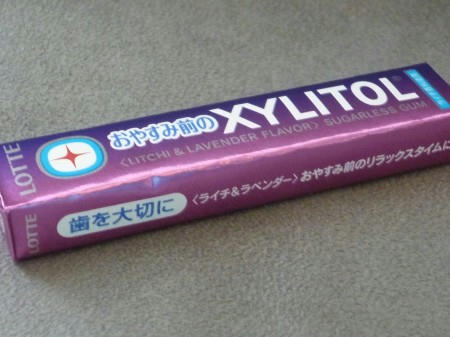 LOTTE
おやすみ前の
XYLITOL®
〈LITCHI & LAVENDER FLAVOR〉 SUGARLESS GUM
LOTTE
歯を大切に
〈ライチ&ラベンダー〉おやすみ前のリラックスタイムに